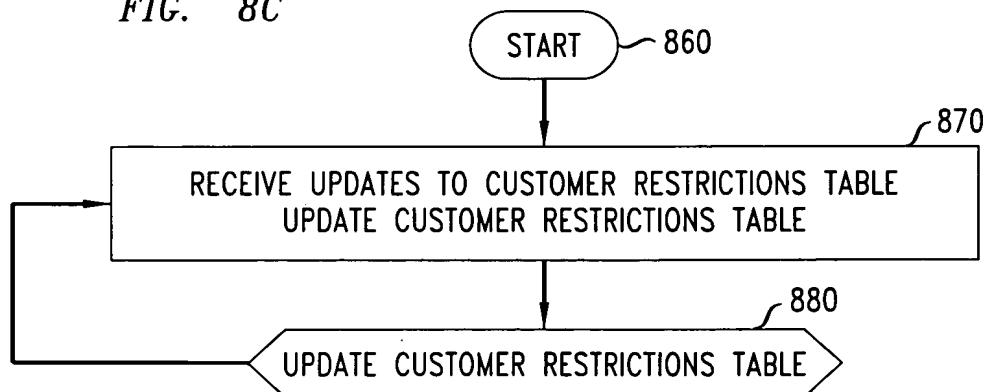 FIG. 8C
START
860
870
RECEIVE UPDATES TO CUSTOMER RESTRICTIONS TABLE
UPDATE CUSTOMER RESTRICTIONS TABLE
880
UPDATE CUSTOMER RESTRICTIONS TABLE